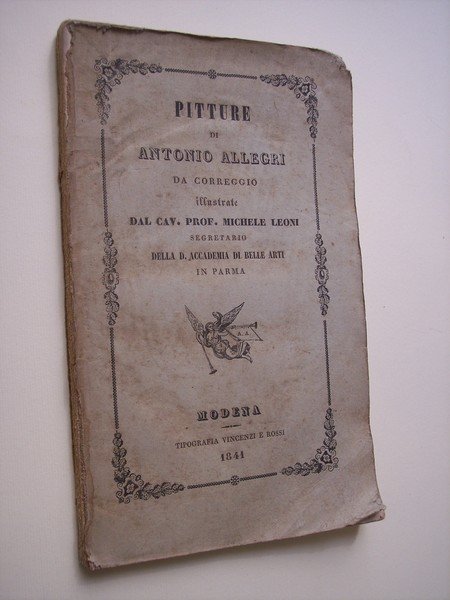 PITTURE
DI
ANTONIO ALLEGRI
DA CORREGGIO
illustrate
DAL CAV. PROF. MICHELE LEONI
SEGRETARIO
DELLA D. ACCADEMIA DI BELLE ARTI
IN PARMA
MODENA
TIPOGRAFIA VINCENZI E ROSSI
1841